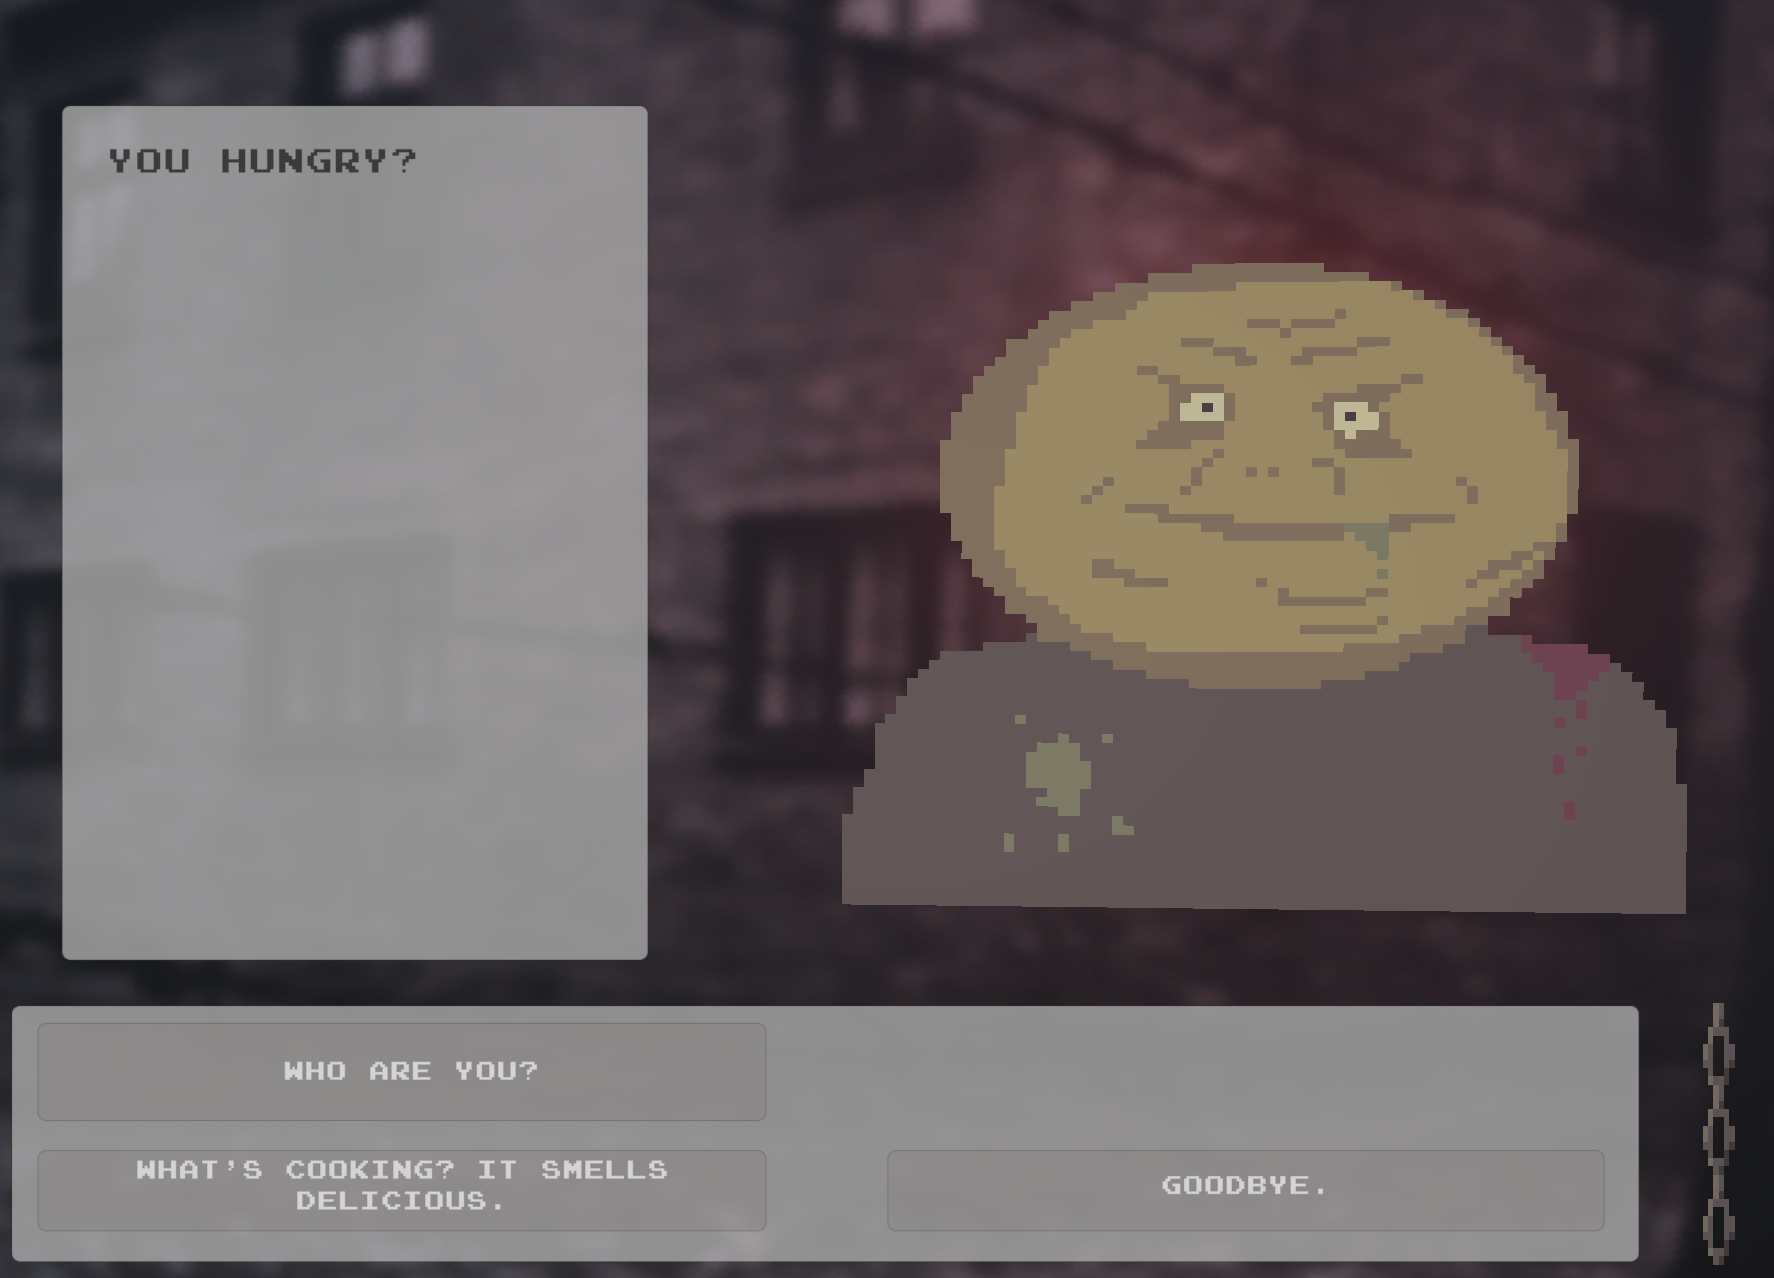 YOU HUNGRY?
WHO ARE YOU?
WHAT'S COOKING? IT SMELLS
DELICIOUS.
GOODBYE.